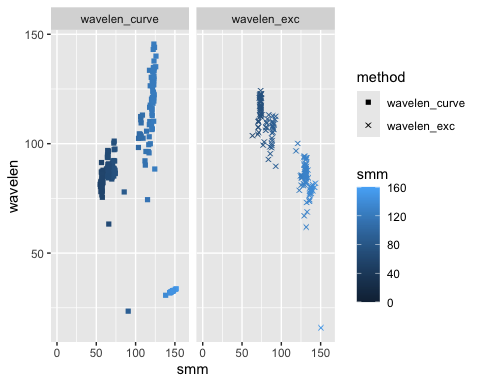 wavelen_curve wavelen_exc
150
100
50
wavelen
0 50 100 150 0 50 100 150
smm
method
wavelen_curve
wavelen_exc
smm
160
120
80
40
0